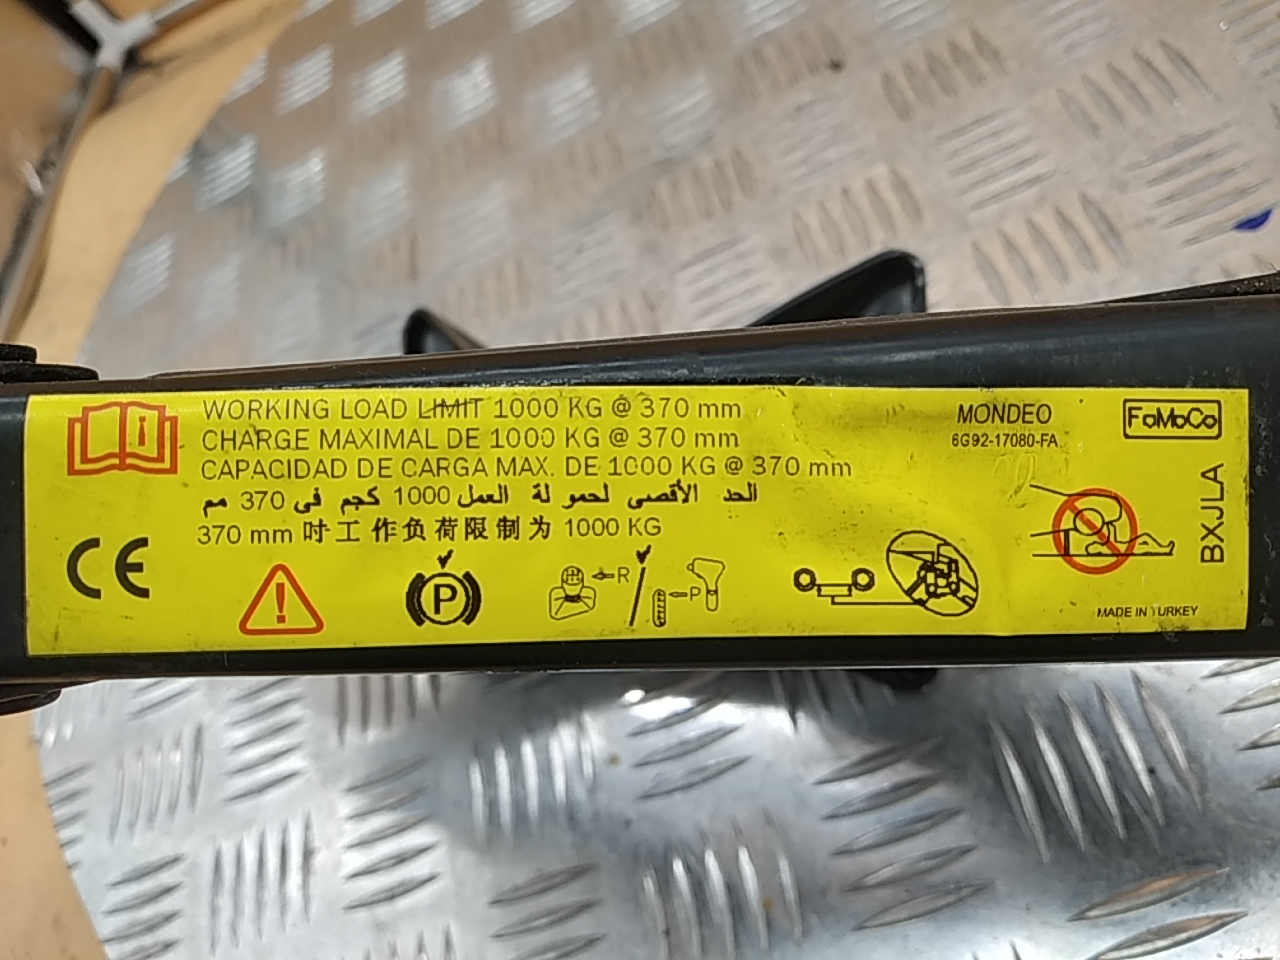 WORKING LOAD LIMIT 1000 KG @ 370 mm
CHARGE MAXIMAL DE 1000 KG @ 370 mm
CAPACIDAD DE CARGA MAX. DE 1000 KG @ 370 mm
الحد الأقصى لحمولة العمل 1000 كجم فى 370 مم
370 mm 吋工作负荷限制为 1000 KG
CE
P
R
P
MONDEO
6G92-17080-FA
FoMoCo
BXJLA
MADE IN TURKEY